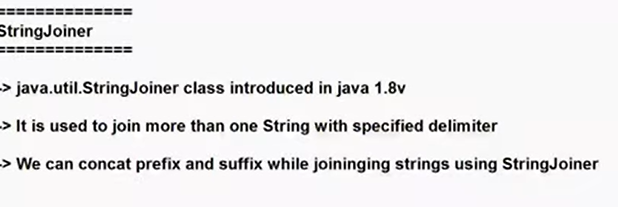 ==============
StringJoiner
==============
-> java.util.StringJoiner class introduced in java 1.8v
-> It is used to join more than one String with specified delimiter
-> We can concat prefix and suffix while joininging strings using StringJoiner